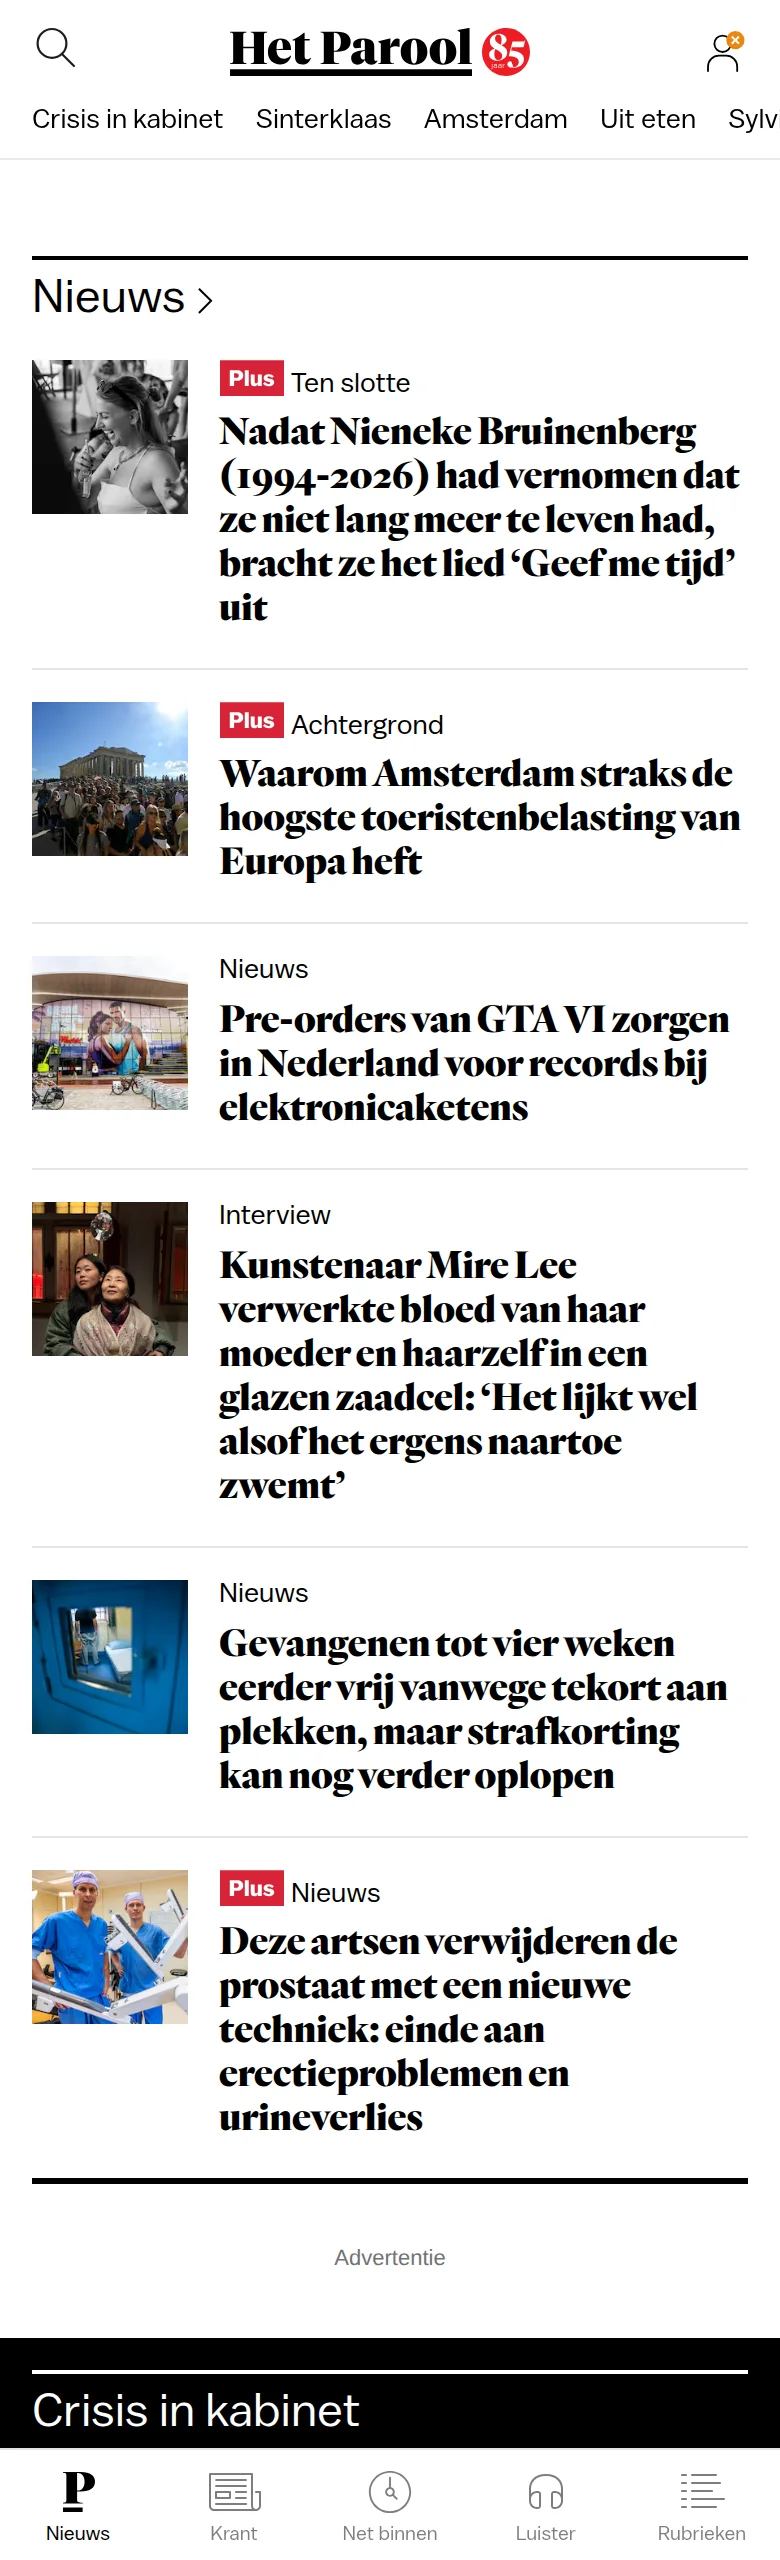 Het Parool 85 jaar
Crisis in kabinet Sinterklaas Amsterdam Uit eten Sylvi
Nieuws
Plus Ten slotte
Nadat Nieneke Bruinenberg
(1994-2026) had vernomen dat
ze niet lang meer te leven had,
bracht ze het lied ‘Geef me tijd’
uit
Plus Achtergrond
Waarom Amsterdam straks de
hoogste toeristenbelasting van
Europa heft
Nieuws
Pre-orders van GTA VI zorgen
in Nederland voor records bij
elektronicaketens
Interview
Kunstenaar Mire Lee
verwerkte bloed van haar
moeder en haarzelf in een
glazen zaadcel: ‘Het lijkt wel
alsof het ergens naartoe
zwemt’
Nieuws
Gevangenen tot vier weken
eerder vrij vanwege tekort aan
plekken, maar strafkorting
kan nog verder oplopen
Plus Nieuws
Deze artsen verwijderen de
prostaat met een nieuwe
techniek: einde aan
erectieproblemen en
urineverlies
Advertentie
Crisis in kabinet
P
Nieuws Krant Net binnen Luister Rubrieken